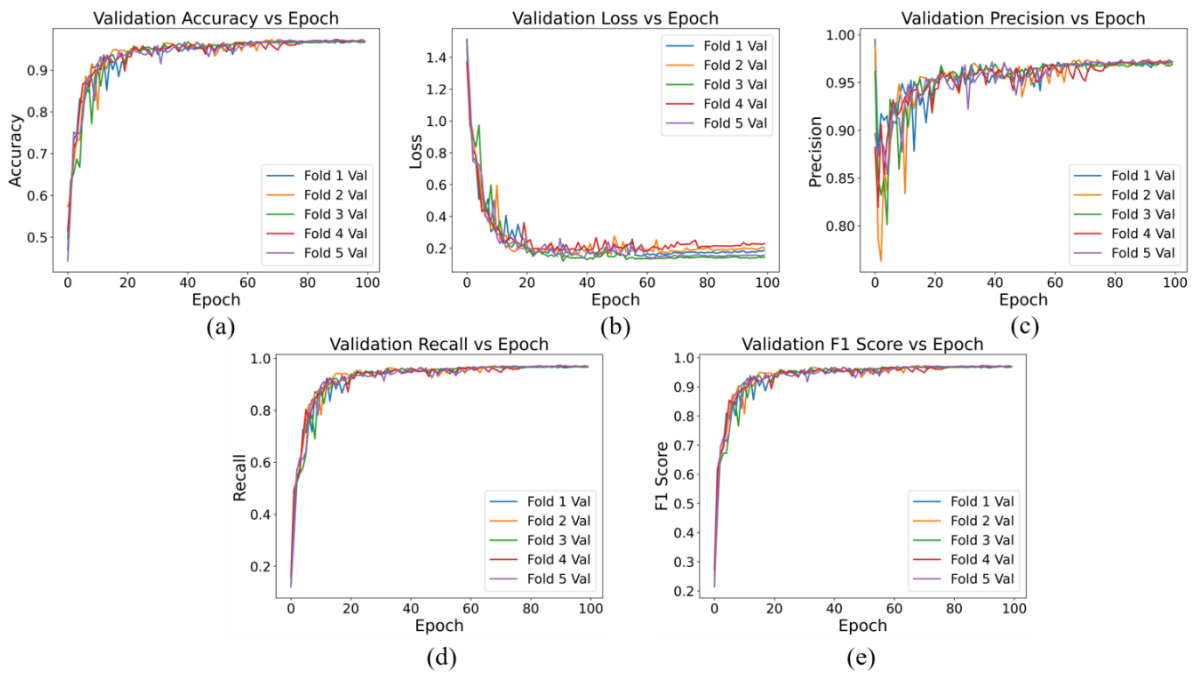 Validation Accuracy vs Epoch
Accuracy
0.9
0.8
0.7
0.6
0.5
Fold 1 Val
Fold 2 Val
Fold 3 Val
Fold 4 Val
Fold 5 Val
0 20 40 60 80 100
Epoch
(a)
Validation Loss vs Epoch
Loss
1.4
1.2
1.0
0.8
0.6
0.4
0.2
Fold 1 Val
Fold 2 Val
Fold 3 Val
Fold 4 Val
Fold 5 Val
0 20 40 60 80 100
Epoch
(b)
Validation Precision vs Epoch
Precision
1.00
0.95
0.90
0.85
0.80
Fold 1 Val
Fold 2 Val
Fold 3 Val
Fold 4 Val
Fold 5 Val
0 20 40 60 80 100
Epoch
(c)
Validation Recall vs Epoch
Recall
1.0
0.8
0.6
0.4
0.2
Fold 1 Val
Fold 2 Val
Fold 3 Val
Fold 4 Val
Fold 5 Val
0 20 40 60 80 100
Epoch
(d)
Validation F1 Score vs Epoch
F1 Score
1.0
0.9
0.8
0.7
0.6
0.5
0.4
0.3
0.2
Fold 1 Val
Fold 2 Val
Fold 3 Val
Fold 4 Val
Fold 5 Val
0 20 40 60 80 100
Epoch
(e)